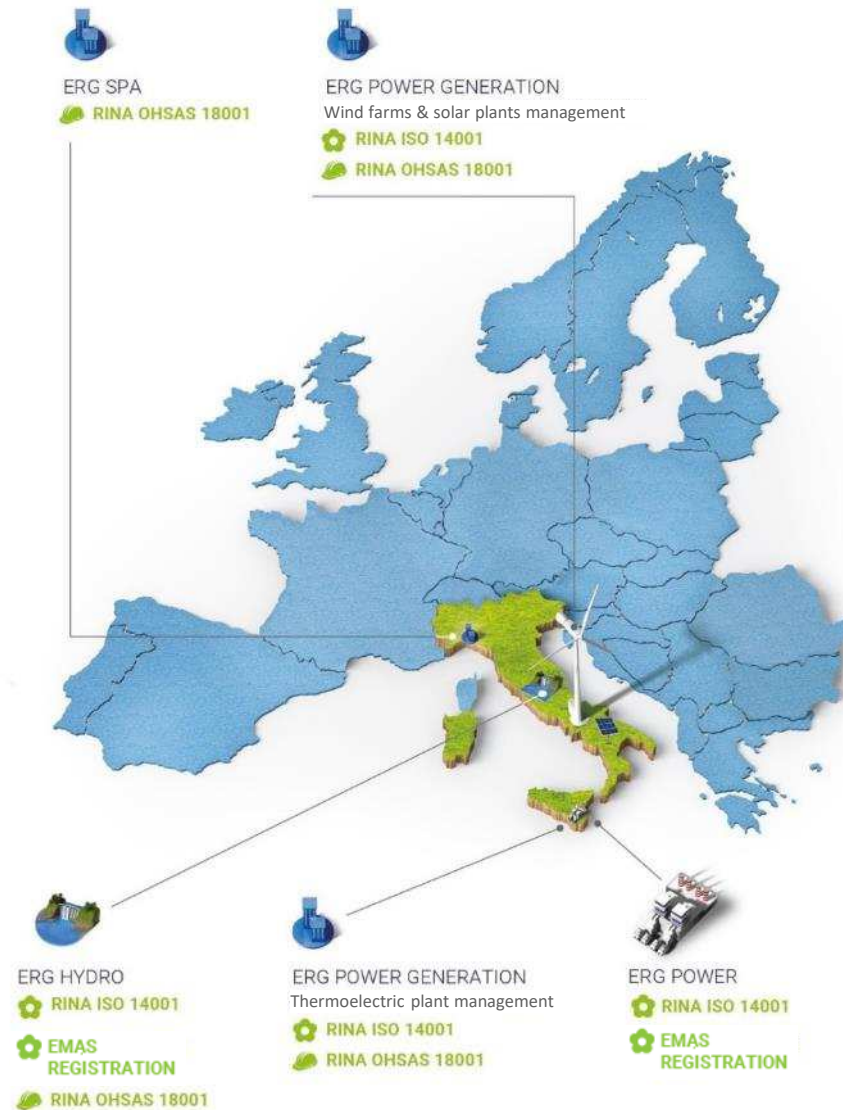 ERG SPA
RINA OHSAS 18001
ERG POWER GENERATION
Wind farms & solar plants management
RINA ISO 14001
RINA OHSAS 18001
ERG HYDRO
RINA ISO 14001
EMAS
REGISTRATION
RINA OHSAS 18001
ERG POWER GENERATION
Thermoelectric plant management
RINA ISO 14001
RINA OHSAS 18001
ERG POWER
RINA ISO 14001
EMAS
REGISTRATION